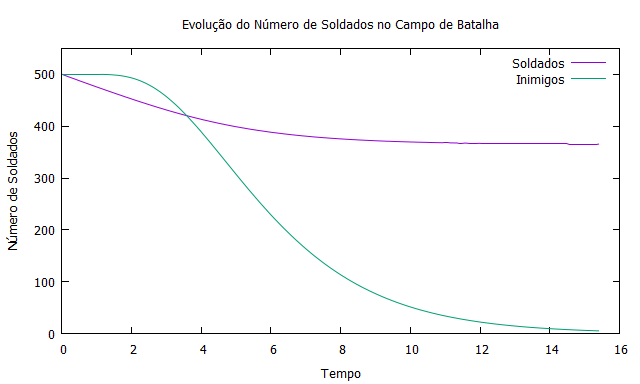 Evolução do Número de Soldados no Campo de Batalha
Soldados
Inimigos
500
400
300
200
100
0
Número de Soldados
0 2 4 6 8 10 12 14 16
Tempo